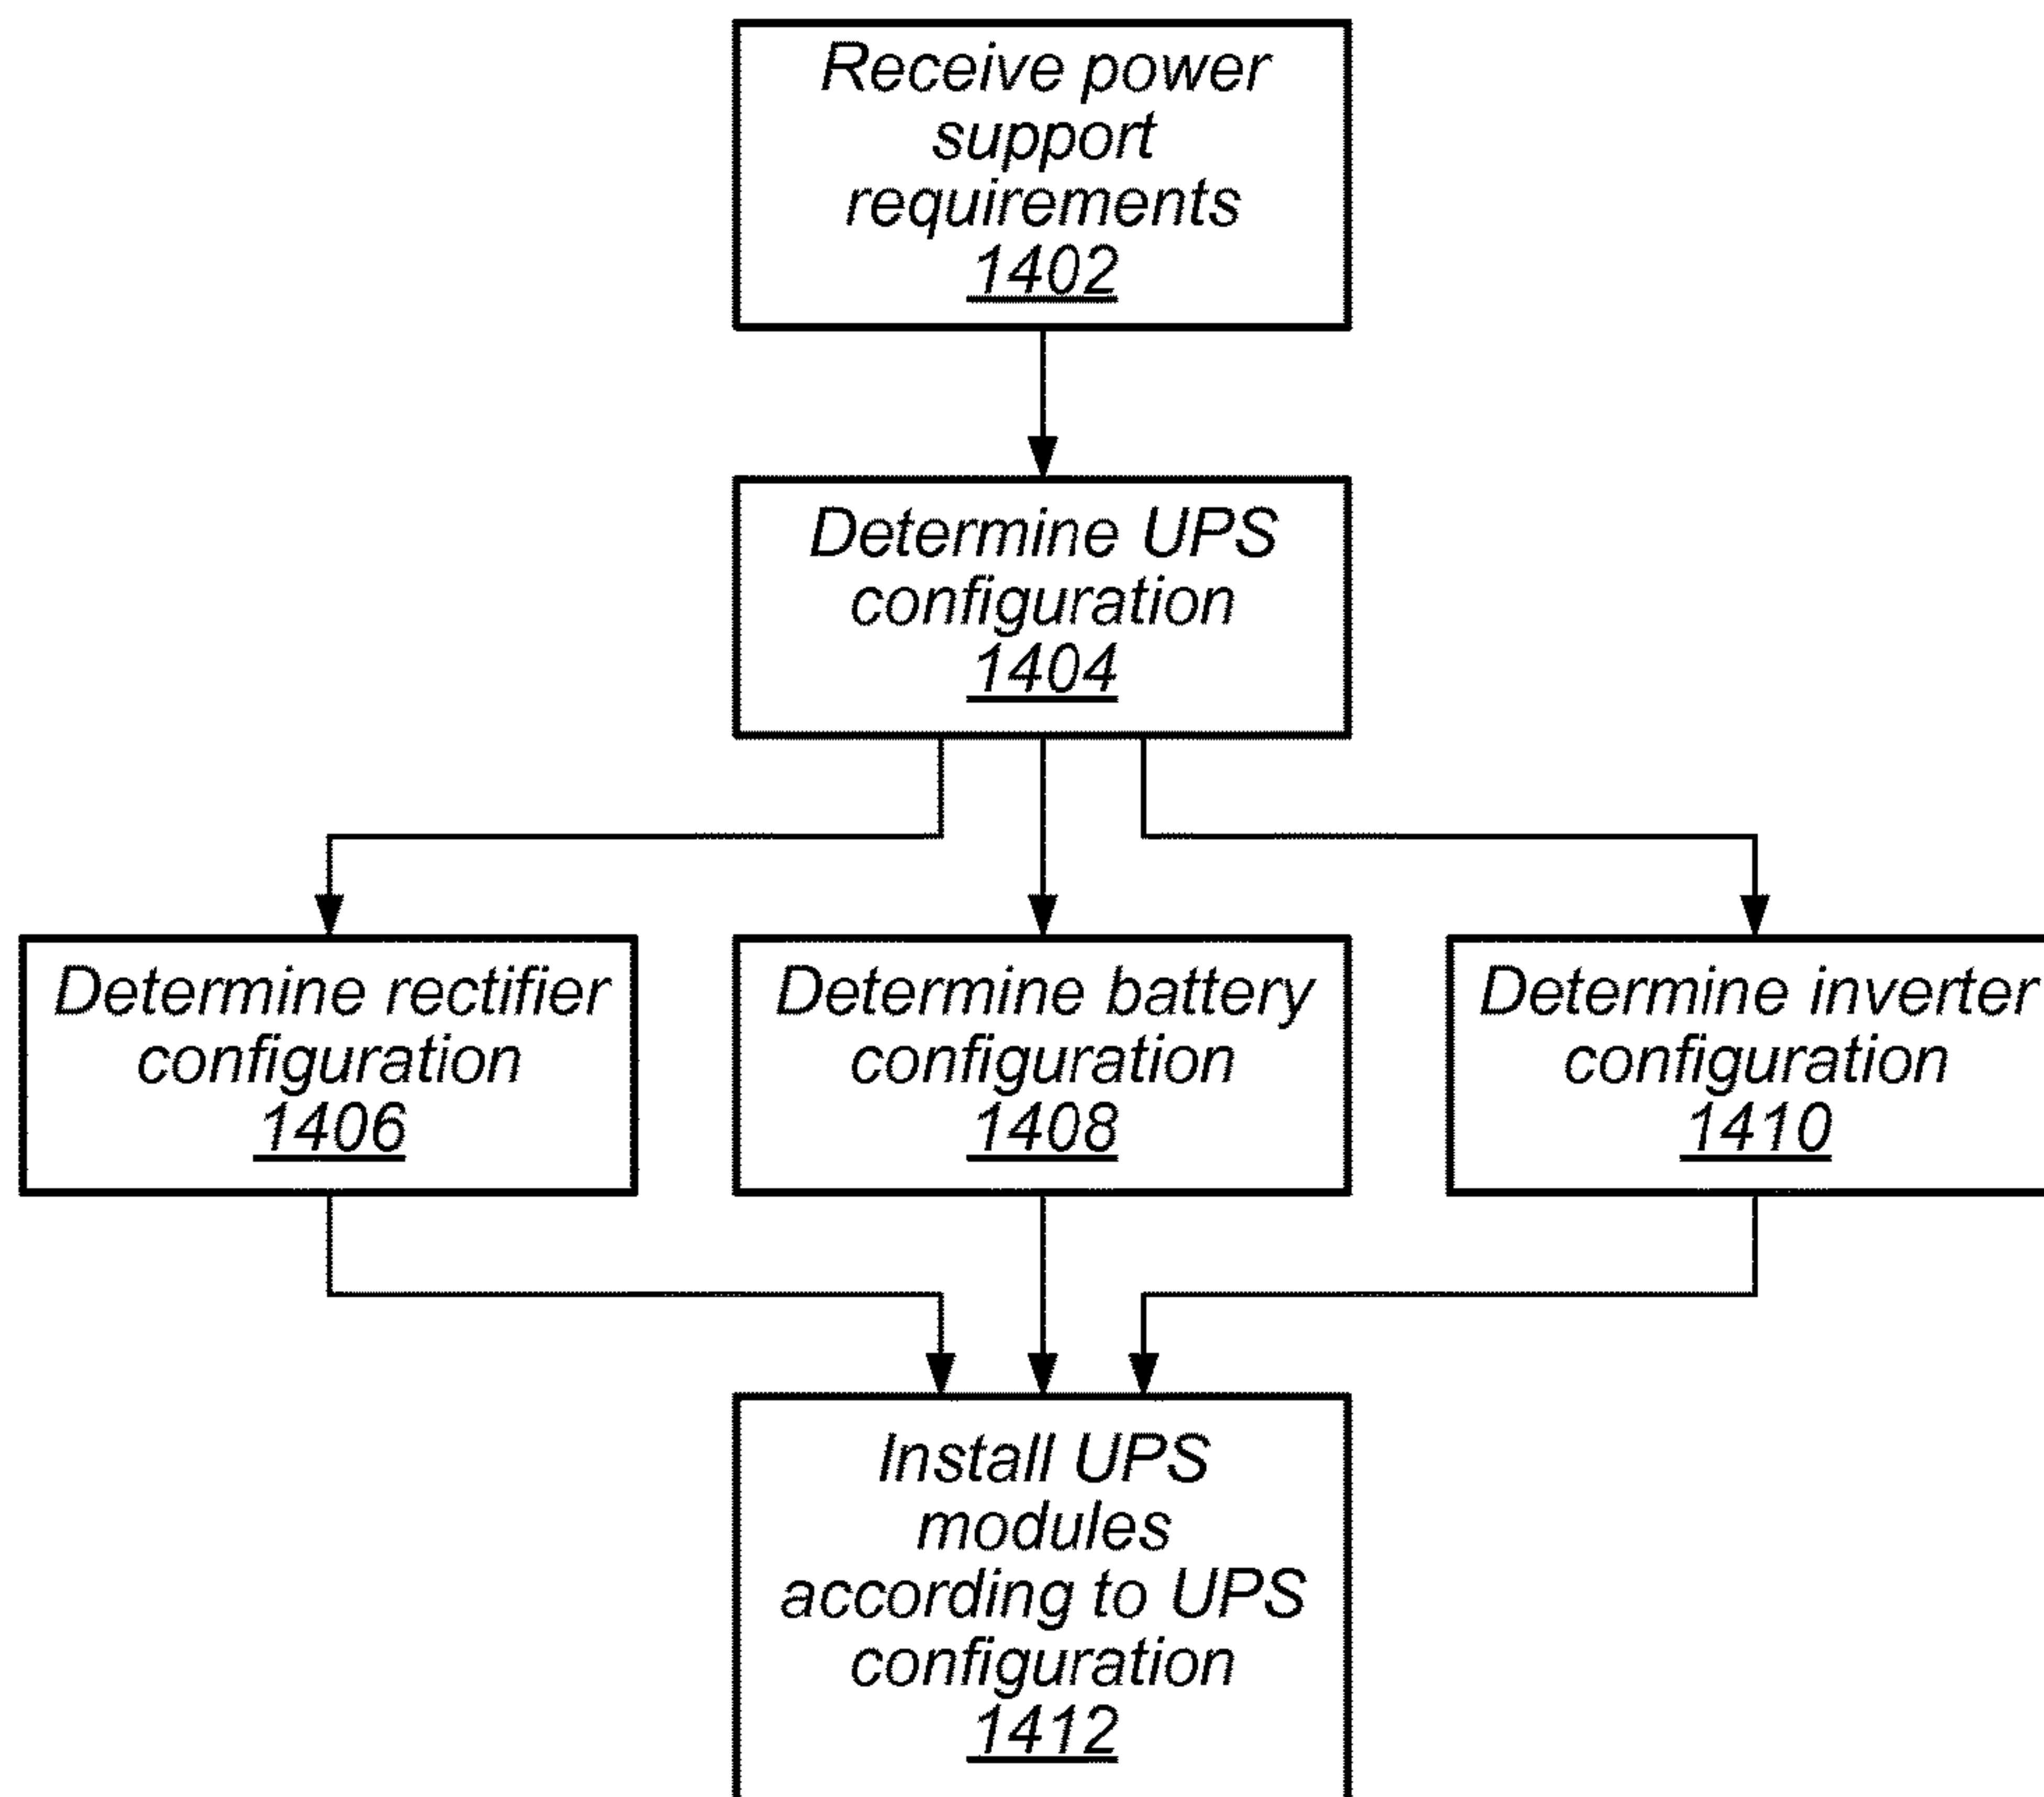 Receive power
support
requirements
1402
Determine UPS
configuration
1404
Determine rectifier
configuration
1406
Determine battery
configuration
1408
Determine inverter
configuration
1410
Install UPS
modules
according to UPS
configuration
1412